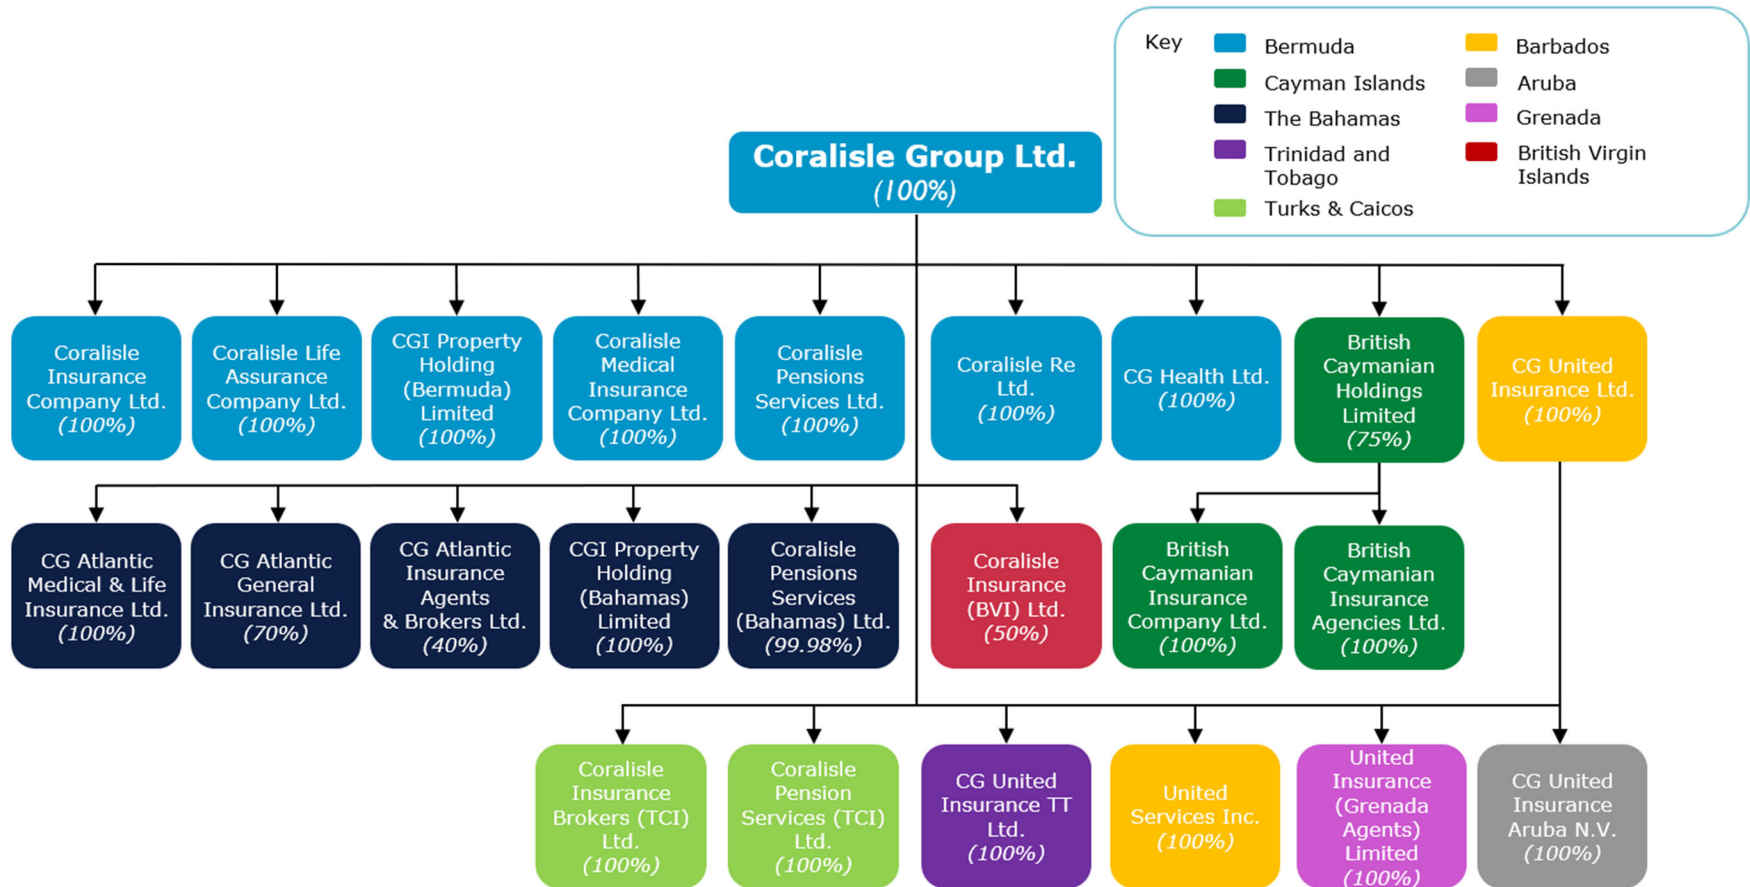 Key
Bermuda
Cayman Islands
The Bahamas
Trinidad and
Tobago
Turks & Caicos
Barbados
Aruba
Grenada
British Virgin
Islands
Coralisle Group Ltd.
(100%)
Coralisle
Insurance
Company Ltd.
(100%)
Coralisle Life
Assurance
Company Ltd.
(100%)
CGI Property
Holding
(Bermuda)
Limited
(100%)
Coralisle
Medical
Insurance
Company Ltd.
(100%)
Coralisle
Pensions
Services Ltd.
(100%)
Coralisle Re
Ltd.
(100%)
CG Health Ltd.
(100%)
British
Caymanian
Holdings
Limited
(75%)
CG United
Insurance Ltd.
(100%)
CG Atlantic
Medical & Life
Insurance Ltd.
(100%)
CG Atlantic
General
Insurance Ltd.
(70%)
CG Atlantic
Insurance
Agents
& Brokers Ltd.
(40%)
CGI Property
Holding
(Bahamas)
Limited
(100%)
Coralisle
Pensions
Services
(Bahamas) Ltd.
(99.98%)
Coralisle
Insurance
(BVI) Ltd.
(50%)
British
Caymanian
Insurance
Company Ltd.
(100%)
British
Caymanian
Insurance
Agencies Ltd.
(100%)
Coralisle
Insurance
Brokers (TCI)
Ltd.
(100%)
Coralisle
Pension
Services (TCI)
Ltd.
(100%)
CG United
Insurance TT
Ltd.
(100%)
United
Services Inc.
(100%)
United
Insurance
(Grenada
Agents)
Limited
(100%)
CG United
Insurance
Aruba N.V.
(100%)